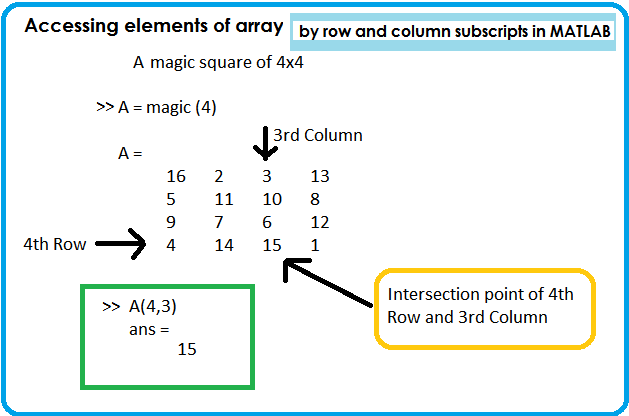 Accessing elements of array by row and column subscripts in MATLAB
A magic square of 4x4
>> A = magic (4)
3rd Column
A =
16 2 3 13
5 11 10 8
9 7 6 12
4th Row 4 14 15 1
>> A(4,3)
ans =
15
Intersection point of 4th
Row and 3rd Column